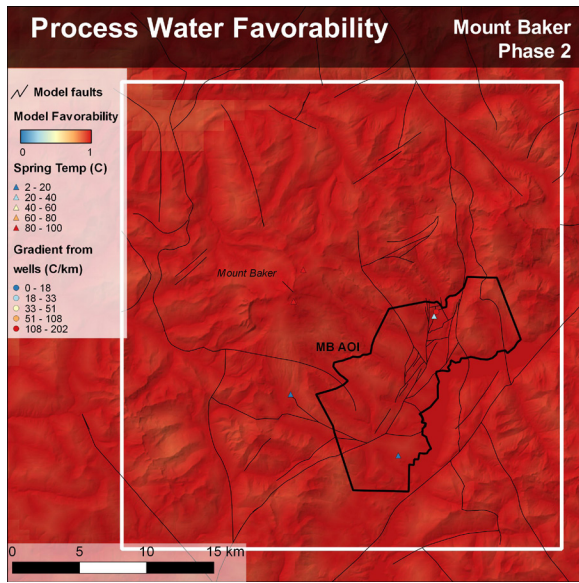 Process Water Favorability
Mount Baker
Phase 2
Model faults
Model Favorability
0 1
Spring Temp (C)
2 - 20
20 - 40
40 - 60
60 - 80
80 - 100
Gradient from
wells (C/km)
0 - 18
18 - 33
33 - 51
51 - 108
108 - 202
Mount Baker
MB AOI
0 5 10 15 km